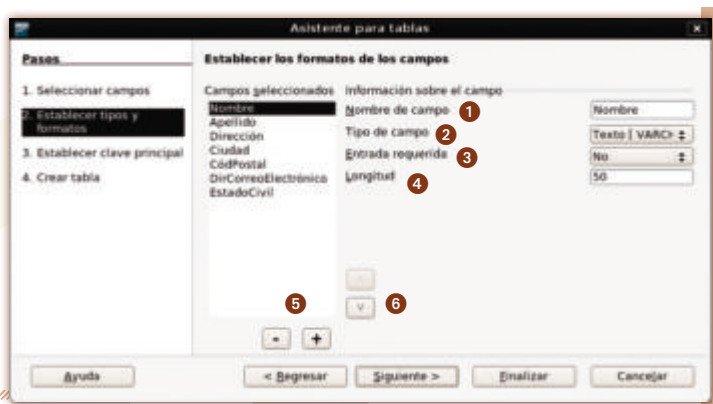 Asistente para tablas
Pasos
1. Seleccionar campos
2. Establecer tipos y
formatos
3. Establecer clave principal
4. Crear tabla
Establecer los formatos de los campos
Campos seleccionados
Nombre
Apellido
Dirección
Ciudad
CódPostal
DirCorreoElectrónico
EstadoCivil
Información sobre el campo
Nombre de campo 1 Nombre
Tipo de campo 2 Texto [ VARCH
Entrada requerida 3 No
Longitud 4 50
5
- +
6
Ayuda
< Regresar
Siguiente >
Finalizar
Cancelar